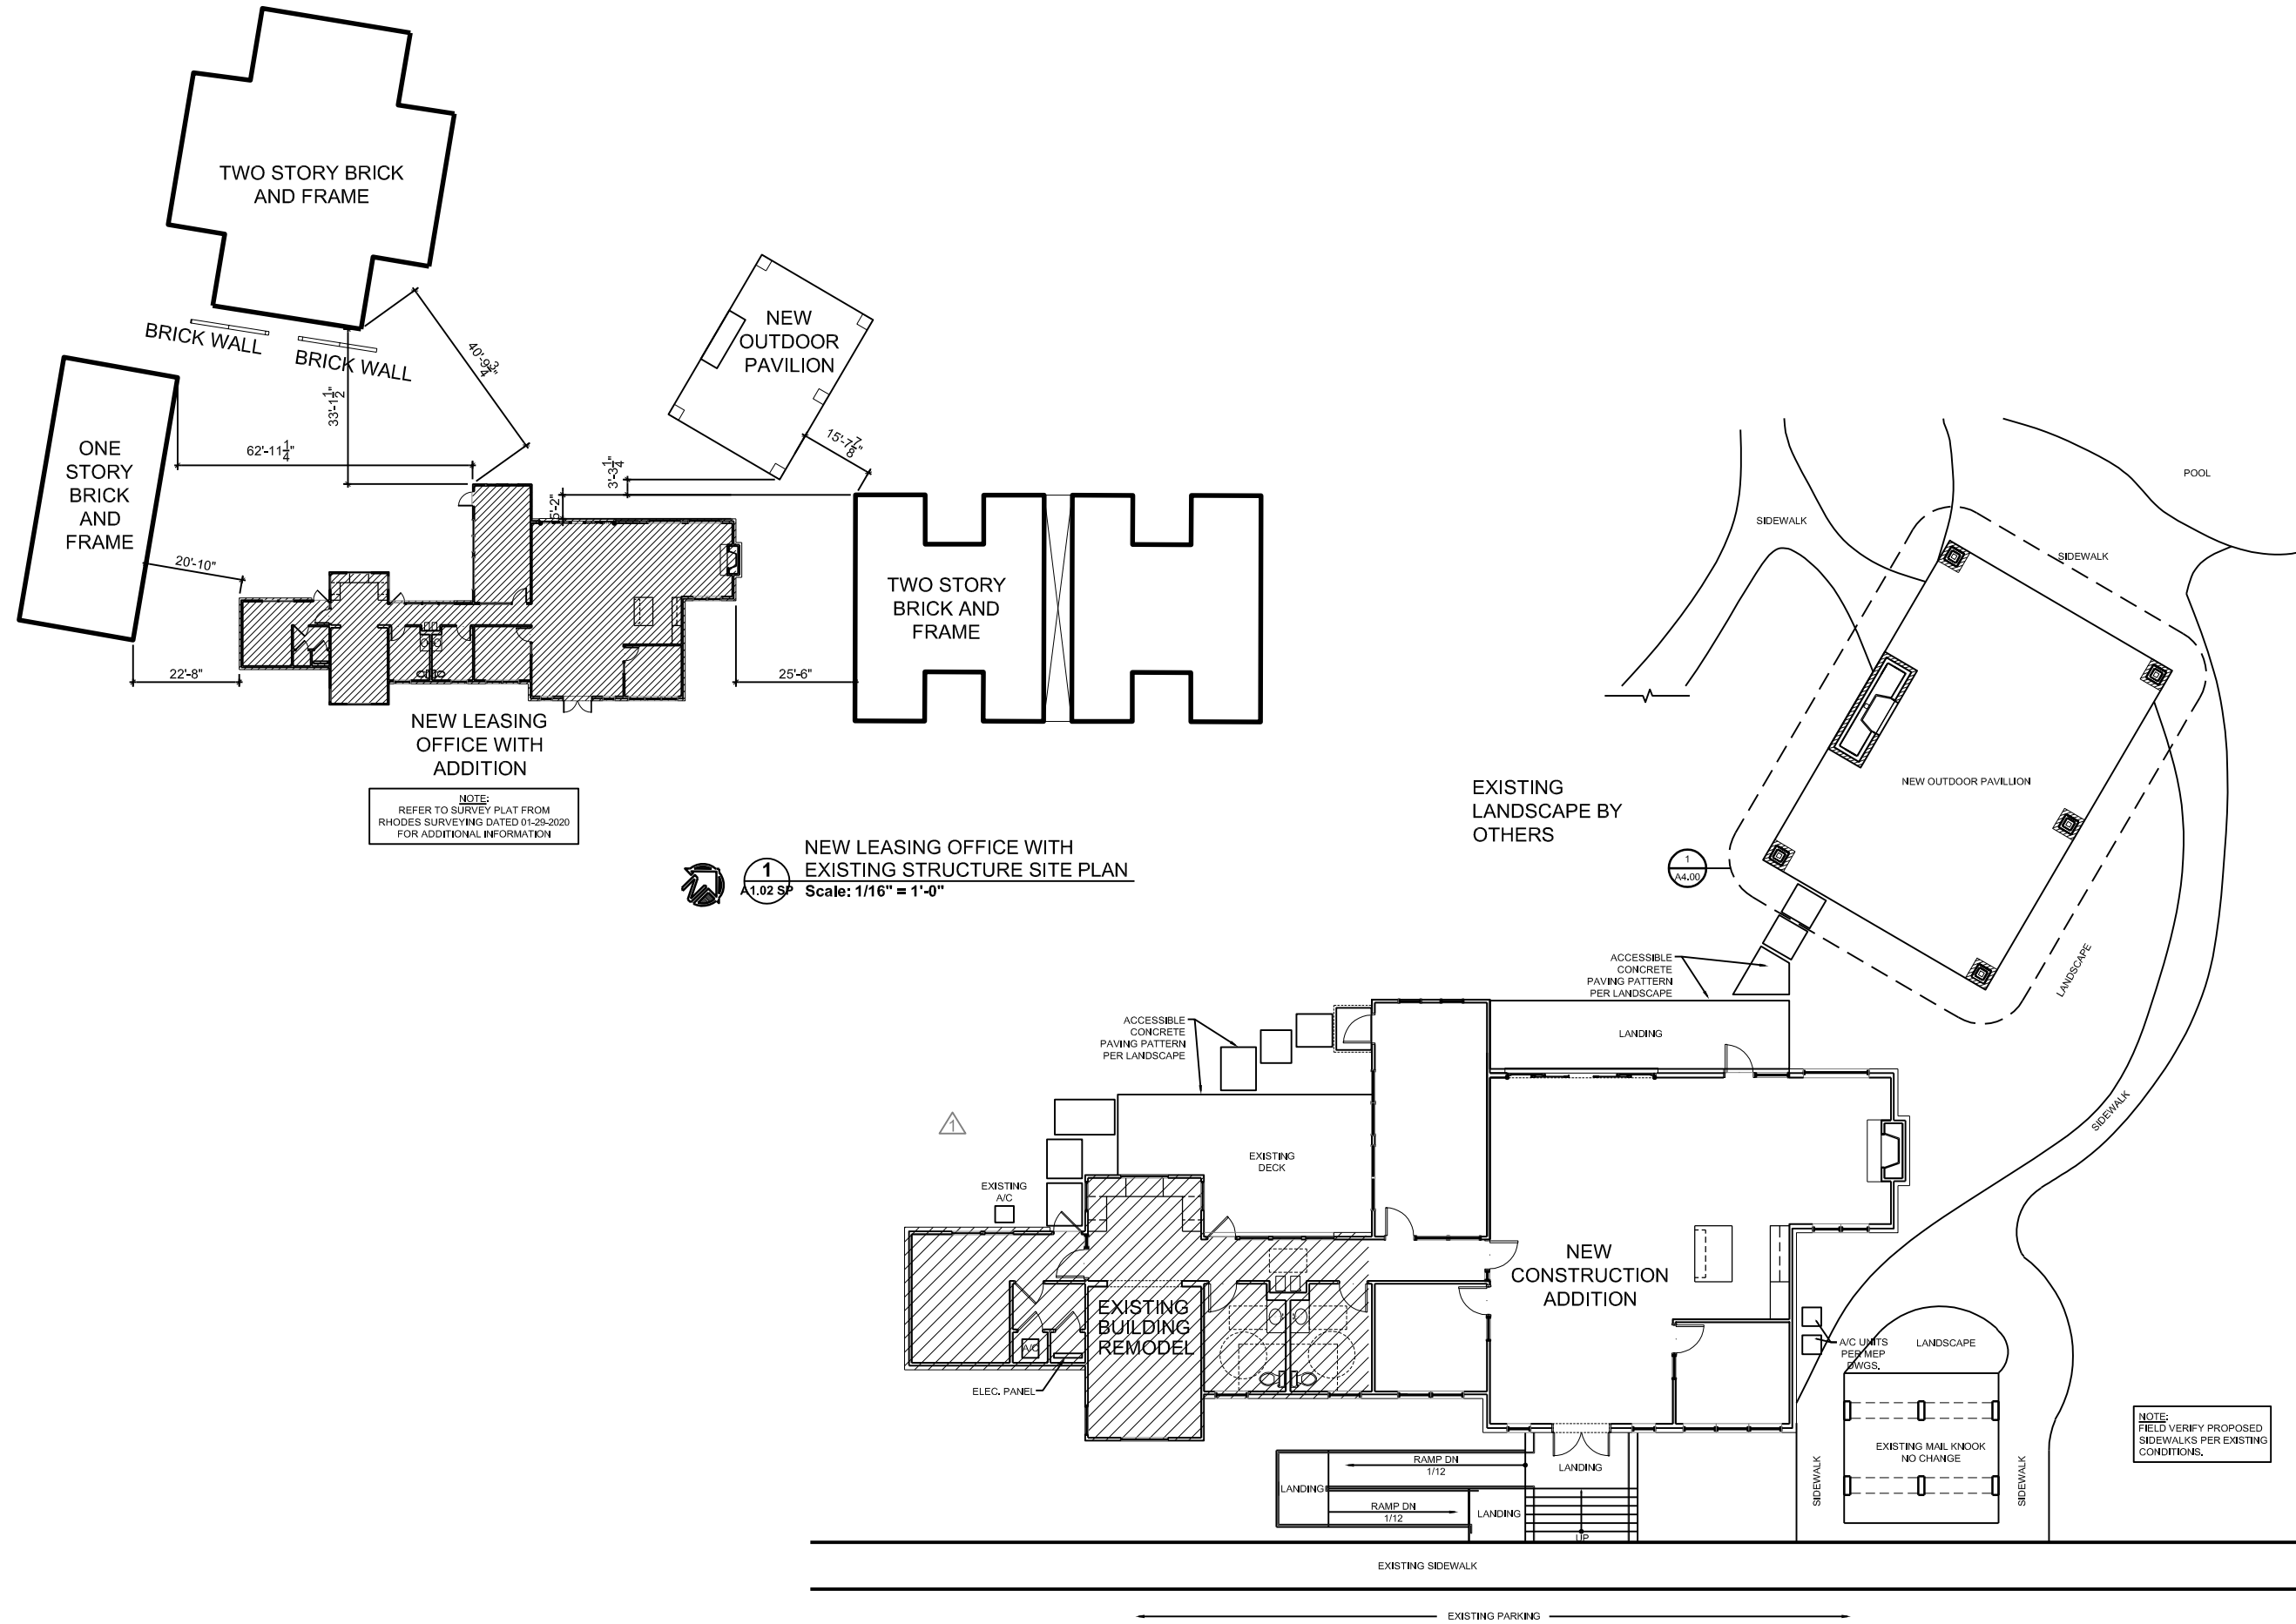 TWO STORY BRICK
AND FRAME
BRICK WALL
BRICK WALL
40'-9 3/4"
33'-1 1/2"
62'-11 1/4"
ONE
STORY
BRICK
AND
FRAME
20'-10"
22'-8"
NEW
OUTDOOR
PAVILION
15'-7 7/8"
3'-3 1/4"
5'-2"
25'-6"
TWO STORY
BRICK AND
FRAME
NEW LEASING
OFFICE WITH
ADDITION
NOTE:
REFER TO SURVEY PLAT FROM
RHODES SURVEYING DATED 01-29-2020
FOR ADDITIONAL INFORMATION
1
A1.02 SP
NEW LEASING OFFICE WITH
EXISTING STRUCTURE SITE PLAN
Scale: 1/16" = 1'-0"
POOL
SIDEWALK
SIDEWALK
NEW OUTDOOR PAVILLION
EXISTING
LANDSCAPE BY
OTHERS
1
A4.00
LANDSCAPE
ACCESSIBLE
CONCRETE
PAVING PATTERN
PER LANDSCAPE
LANDING
ACCESSIBLE
CONCRETE
PAVING PATTERN
PER LANDSCAPE
1
EXISTING
DECK
EXISTING
A/C
SIDEWALK
NEW
CONSTRUCTION
ADDITION
EXISTING
BUILDING
REMODEL
A/C
ELEC. PANEL
A/C UNITS
PER MEP
DWGS.
LANDSCAPE
EXISTING MAIL KNOOK
NO CHANGE
SIDEWALK
SIDEWALK
NOTE:
FIELD VERIFY PROPOSED
SIDEWALKS PER EXISTING
CONDITIONS.
RAMP DN
1/12
LANDING
LANDING
RAMP DN
1/12
LANDING
UP
EXISTING SIDEWALK
EXISTING PARKING